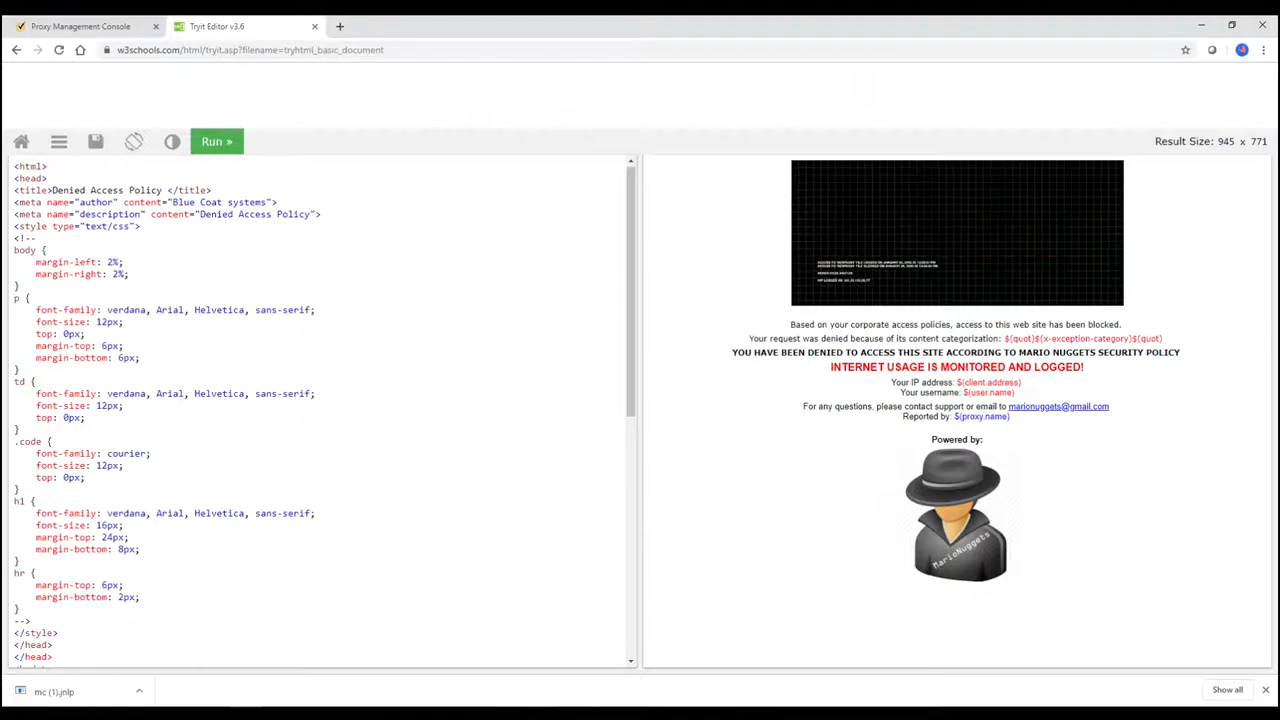 Proxy Management Console
Tryit Editor v3.6
w3schools.com/html/tryit.asp?filename=tryhtml_basic_document
Run »
Result Size: 945 x 771
<html>
<head>
<title>Denied Access Policy </title>
<meta name="author" content="Blue Coat systems">
<meta name="description" content="Denied Access Policy">
<style type="text/css">
<!--
body {
margin-left: 2%;
margin-right: 2%;
}
p {
font-family: verdana, Arial, Helvetica, sans-serif;
font-size: 12px;
top: 0px;
margin-top: 6px;
margin-bottom: 6px;
}
td {
font-family: verdana, Arial, Helvetica, sans-serif;
font-size: 12px;
top: 0px;
}
.code {
font-family: courier;
font-size: 12px;
top: 0px;
}
h1 {
font-family: verdana, Arial, Helvetica, sans-serif;
font-size: 16px;
margin-top: 24px;
margin-bottom: 8px;
}
hr {
margin-top: 6px;
margin-bottom: 2px;
}
-->
</style>
</head>
</head>
Based on your corporate access policies, access to this web site has been blocked.
Your request was denied because of its content categorization: $(quot)$(x-exception-category)$(quot)
YOU HAVE BEEN DENIED TO ACCESS THIS SITE ACCORDING TO MARIO NUGGETS SECURITY POLICY
INTERNET USAGE IS MONITORED AND LOGGED!
Your IP address: $(client.address)
Your username: $(user.name)
For any questions, please contact support or email to marionuggets@gmail.com
Reported by: $(proxy.name)
Powered by:
MarioNuggets
mc (1).jnlp
Show all